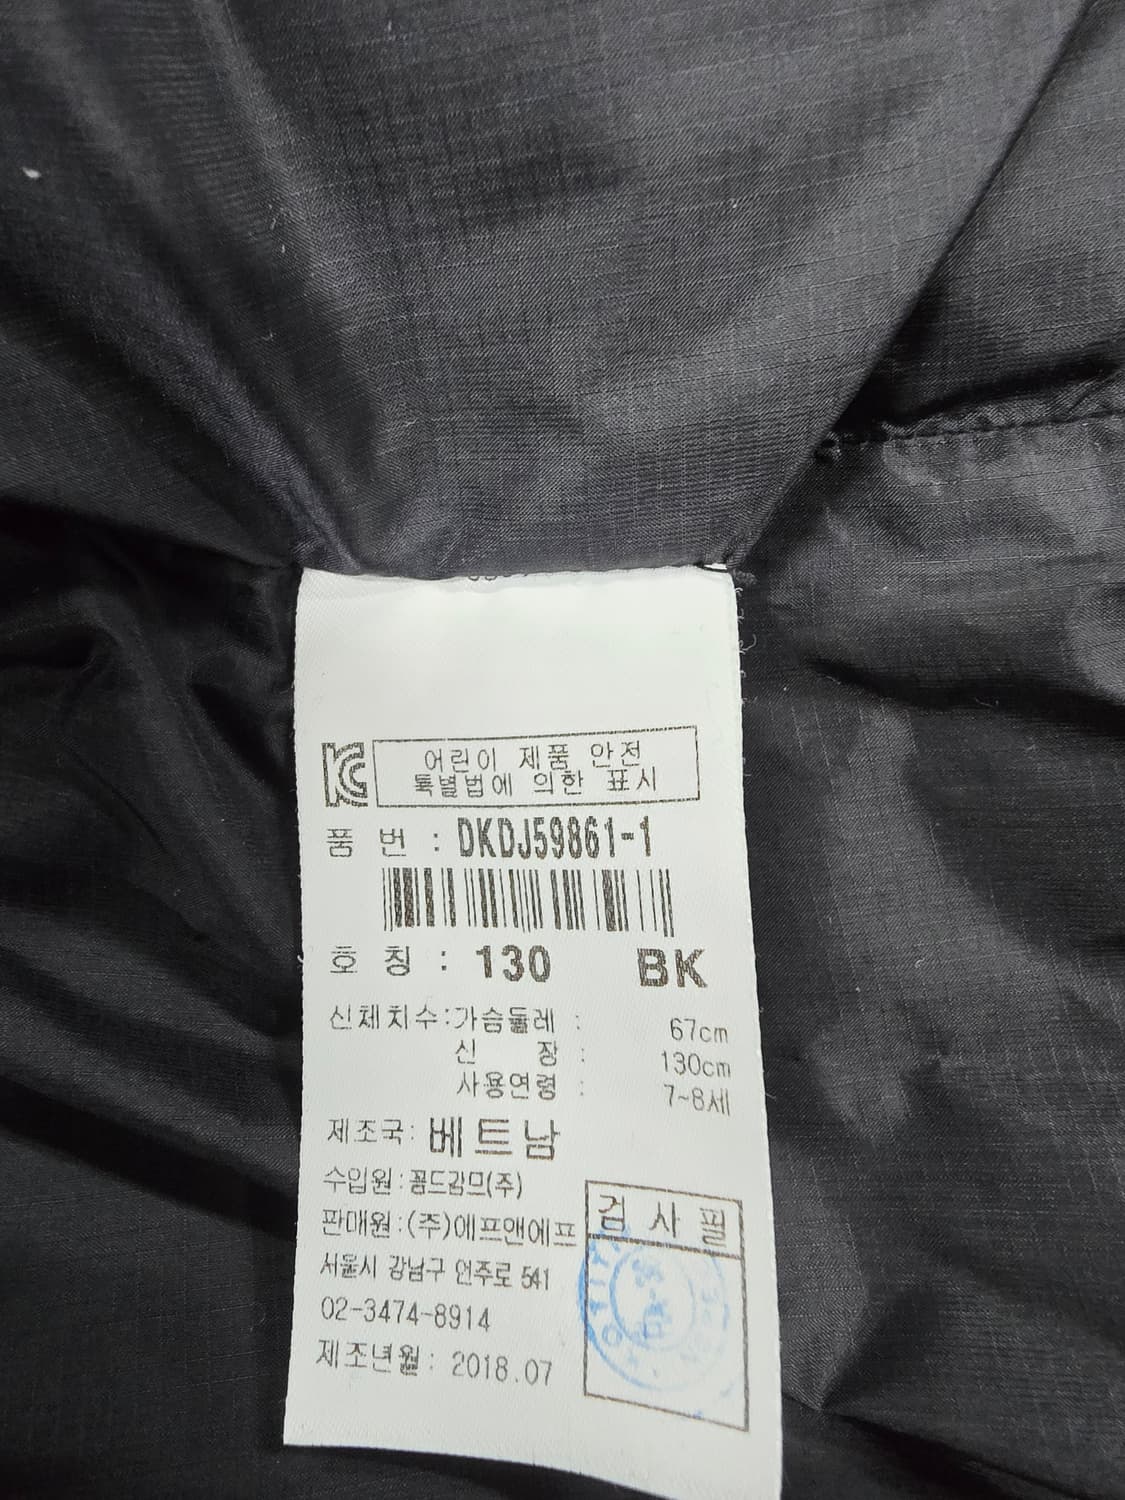 KC
어린이 제품 안전
특별법에 의한 표시
품 번 : DKDJ59861-1
호 칭 : 130 BK
신체치수:가슴둘레 : 67cm
신 장 : 130cm
사용연령 : 7~8세
제조국: 베트남
수입원:꼼드감므(주)
판매원:(주)에프앤에프
서울시 강남구 언주로 541
02-3474-8914
제조년월: 2018.07
검 사 필